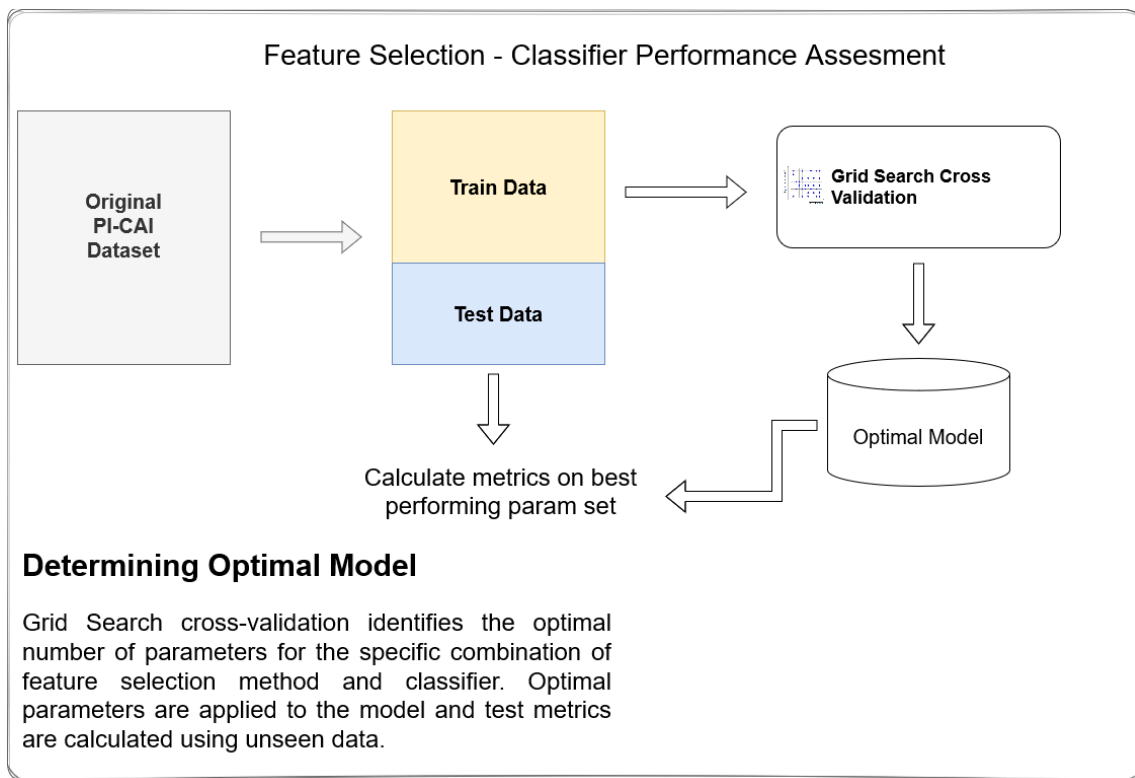 Feature Selection - Classifier Performance Assesment
Original
PI-CAI
Dataset
Train Data
Test Data
Grid Search Cross
Validation
Optimal Model
Calculate metrics on best
performing param set
Determining Optimal Model
Grid Search cross-validation identifies the optimal
number of parameters for the specific combination of
feature selection method and classifier. Optimal
parameters are applied to the model and test metrics
are calculated using unseen data.